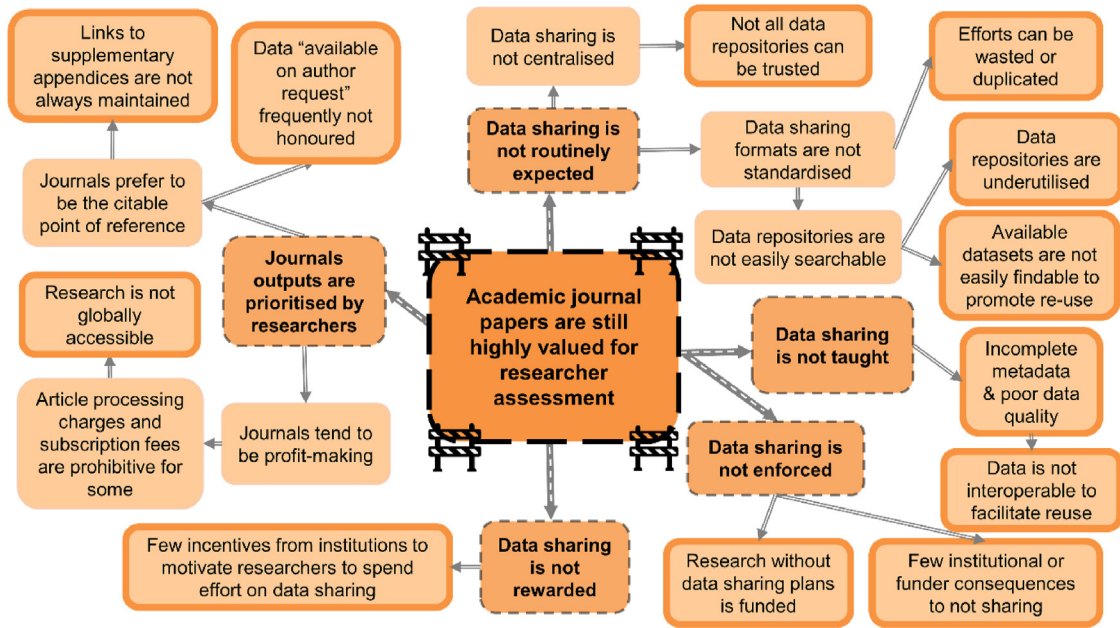 Links to
supplementary
appendices are not
always maintained
Data “available
on author
request”
frequently not
honoured
Journals prefer to
be the citable
point of reference
Journals
outputs are
prioritised by
researchers
Research is not
globally
accessible
Article processing
charges and
subscription fees
are prohibitive for
some
Journals tend to
be profit-making
Data sharing is
not centralised
Not all data
repositories can
be trusted
Efforts can be
wasted or
duplicated
Data sharing is
not routinely
expected
Data sharing
formats are not
standardised
Data
repositories are
underutilised
Data repositories are
not easily searchable
Available
datasets are not
easily findable to
promote re-use
Academic journal
papers are still
highly valued for
researcher
assessment
Data sharing
is not taught
Incomplete
metadata
& poor data
quality
Data sharing is
not enforced
Data is not
interoperable to
facilitate reuse
Few incentives from institutions to
motivate researchers to spend
effort on data sharing
Data sharing
is not
rewarded
Research without
data sharing plans
is funded
Few institutional or
funder consequences
to not sharing